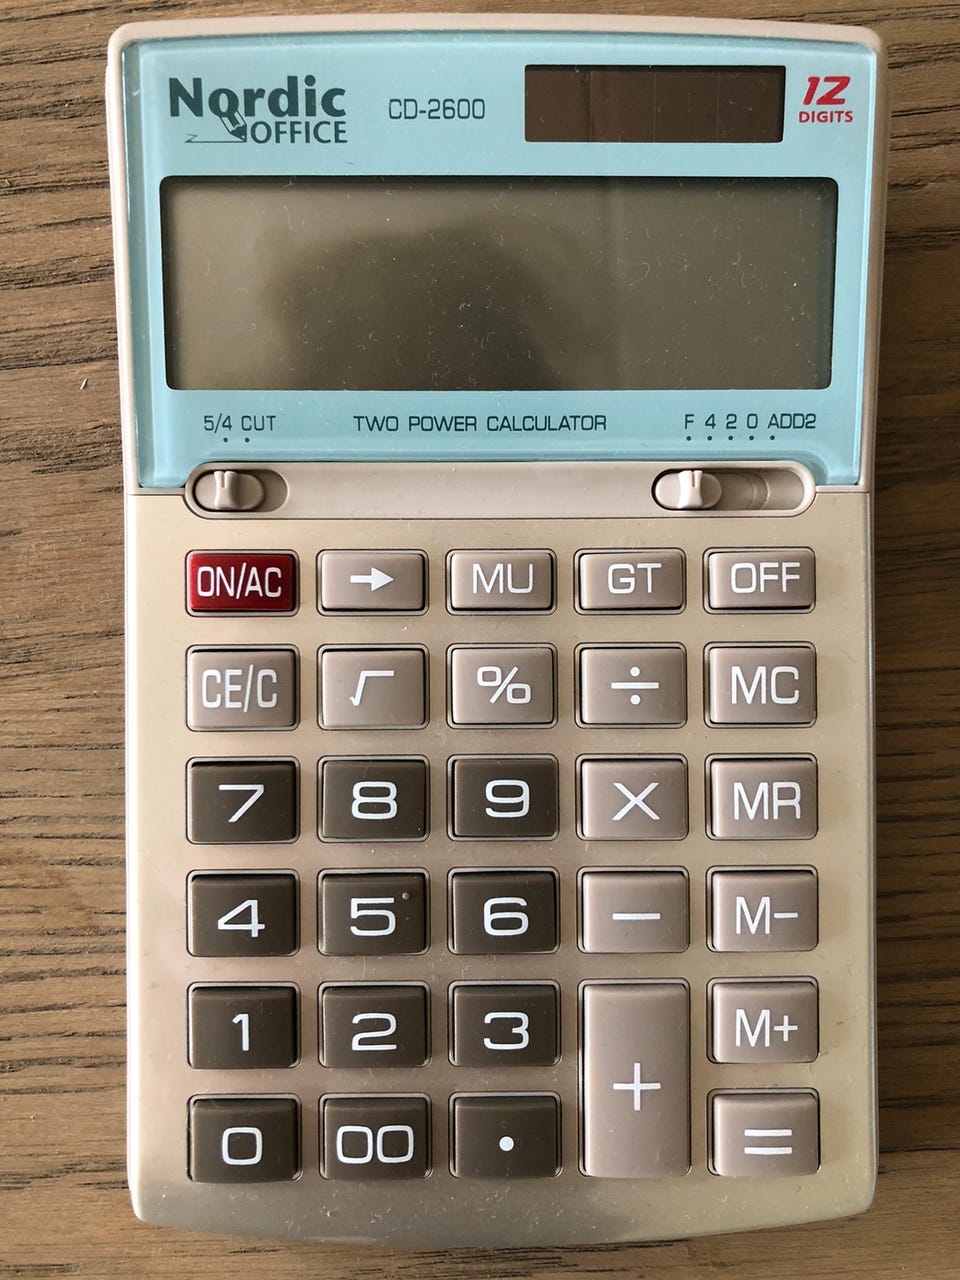 Nordic OFFICE CD-2600 12 DIGITS
5/4 CUT TWO POWER CALCULATOR F 4 2 0 ADD2
ON/AC → MU GT OFF
CE/C √ % ÷ MC
7 8 9 X MR
4 5 6 − M−
1 2 3 + M+
0 00 . =